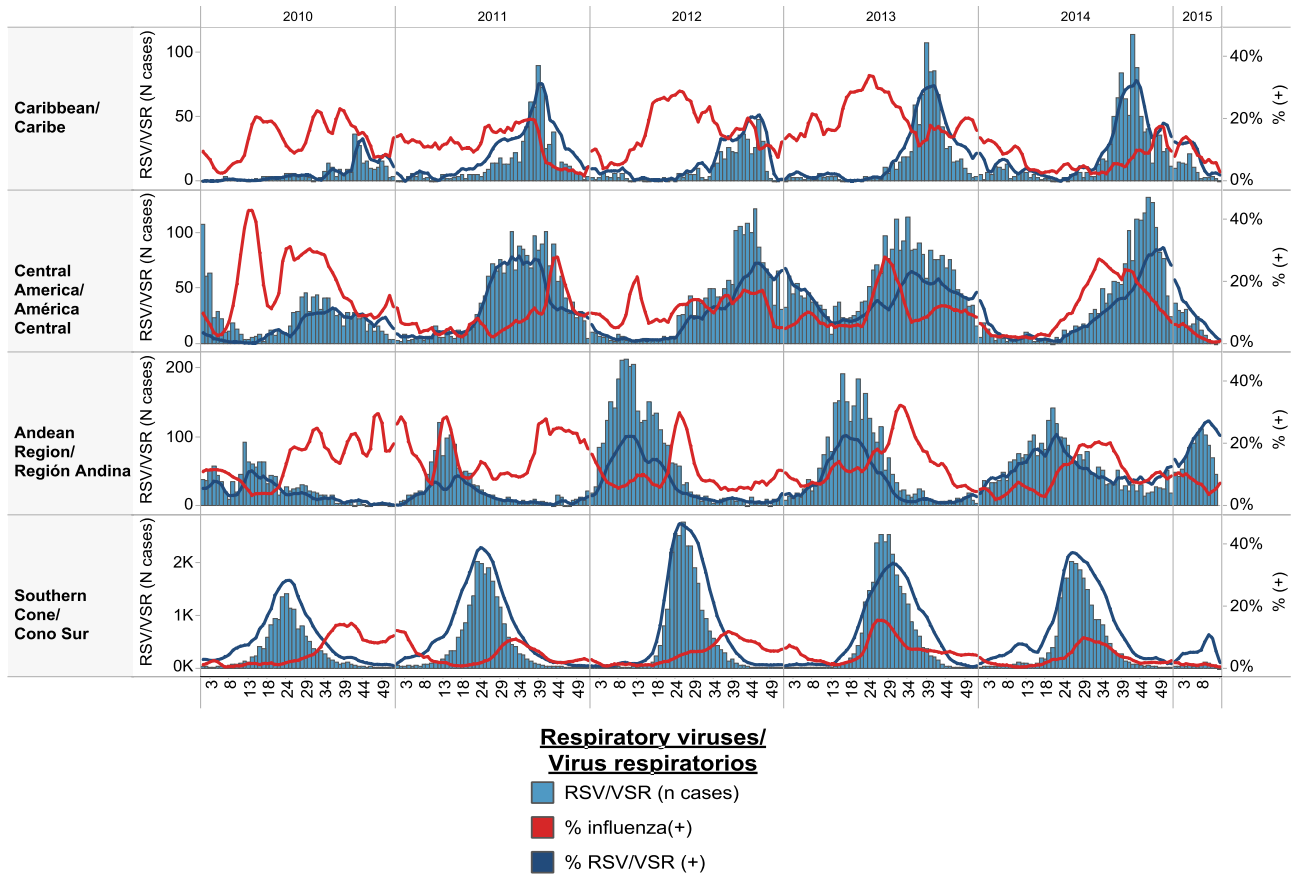 2010 2011 2012 2013 2014 2015
Caribbean/
Caribe
RSV/VSR (N cases)
100
50
0
40%
20%
0%
% (+)
Central
America/
América
Central
RSV/VSR (N cases)
100
50
0
40%
20%
0%
% (+)
Andean
Region/
Región Andina
RSV/VSR (N cases)
200
100
0
40%
20%
0%
% (+)
Southern
Cone/
Cono Sur
RSV/VSR (N cases)
2K
1K
0K
40%
20%
0%
% (+)
3 8 13 18 24 29 34 39 44 49 3 8 13 18 24 29 34 39 44 49 3 8 13 18 24 29 34 39 44 49 3 8 13 18 24 29 34 39 44 49 3 8 13 18 24 29 34 39 44 49 3 8
Respiratory viruses/
Virus respiratorios
RSV/VSR (n cases)
% influenza(+)
% RSV/VSR (+)